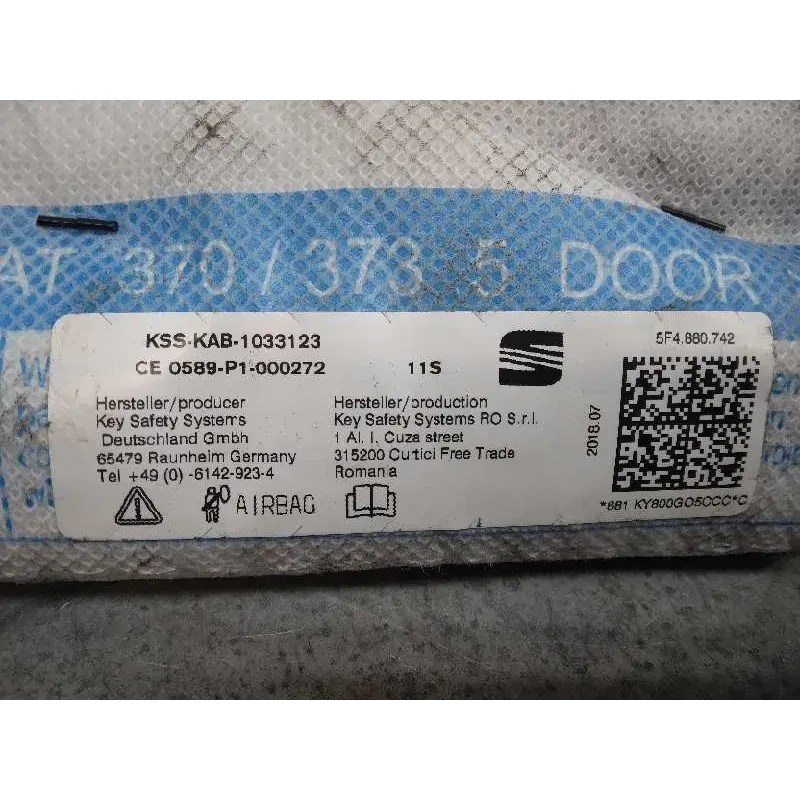 AT 370 / 373 5 DOOR
KSS-KAB-1033123
CE 0589-P1-000272 11S
5F4.880.742
Hersteller/producer
Key Safety Systems
Deutschland Gmbh
65479 Raunheim Germany
Tel +49 (0) -6142-923-4
Hersteller/production
Key Safety Systems RO S.r.l.
1 Al. I. Cuza street
315200 Curtici Free Trade
Romania
2018.07
AIRBAG
*6B1 KY800GO5CCC*C